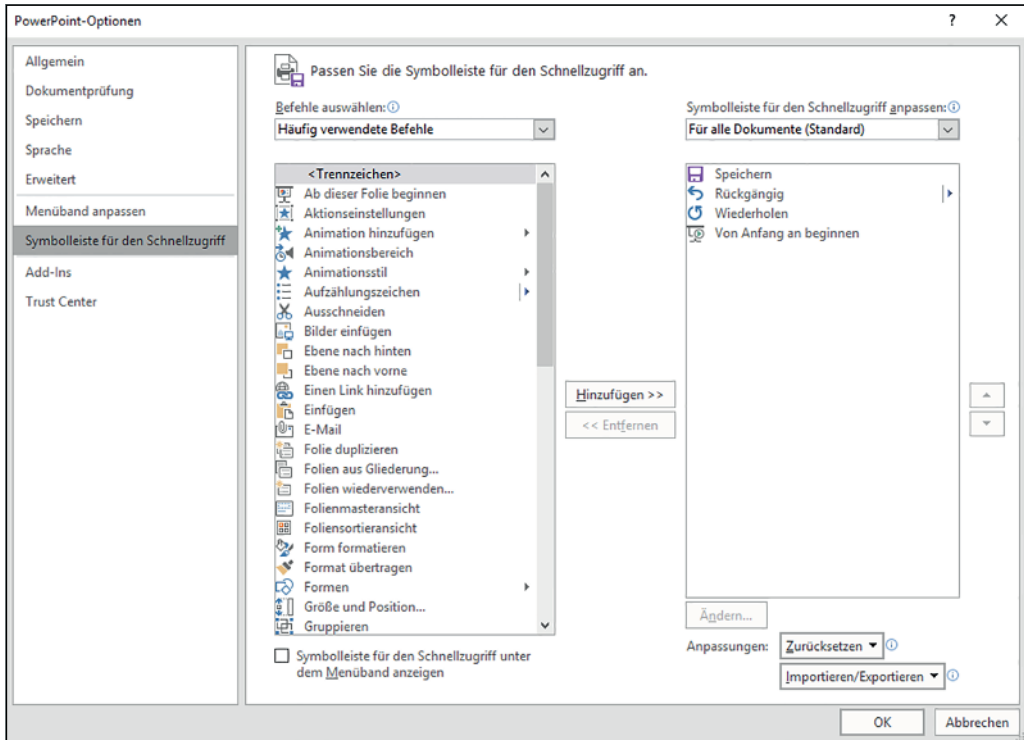 PowerPoint-Optionen
Allgemein
Dokumentprüfung
Speichern
Sprache
Erweitert
Menüband anpassen
Symbolleiste für den Schnellzugriff
Add-Ins
Trust Center
Passen Sie die Symbolleiste für den Schnellzugriff an.
Befehle auswählen:
Häufig verwendete Befehle
<Trennzeichen>
Ab dieser Folie beginnen
Aktionseinstellungen
Animation hinzufügen
Animationsbereich
Animationsstil
Aufzählungszeichen
Ausschneiden
Bilder einfügen
Ebene nach hinten
Ebene nach vorne
Einen Link hinzufügen
Einfügen
E-Mail
Folie duplizieren
Folien aus Gliederung...
Folien wiederverwenden...
Folienmasteransicht
Foliensortieransicht
Form formatieren
Format übertragen
Formen
Größe und Position...
Gruppieren
Symbolleiste für den Schnellzugriff unter
dem Menüband anzeigen
Hinzufügen >>
<< Entfernen
Symbolleiste für den Schnellzugriff anpassen:
Für alle Dokumente (Standard)
Speichern
Rückgängig
Wiederholen
Von Anfang an beginnen
Ändern...
Anpassungen:
Zurücksetzen
Importieren/Exportieren
OK
Abbrechen